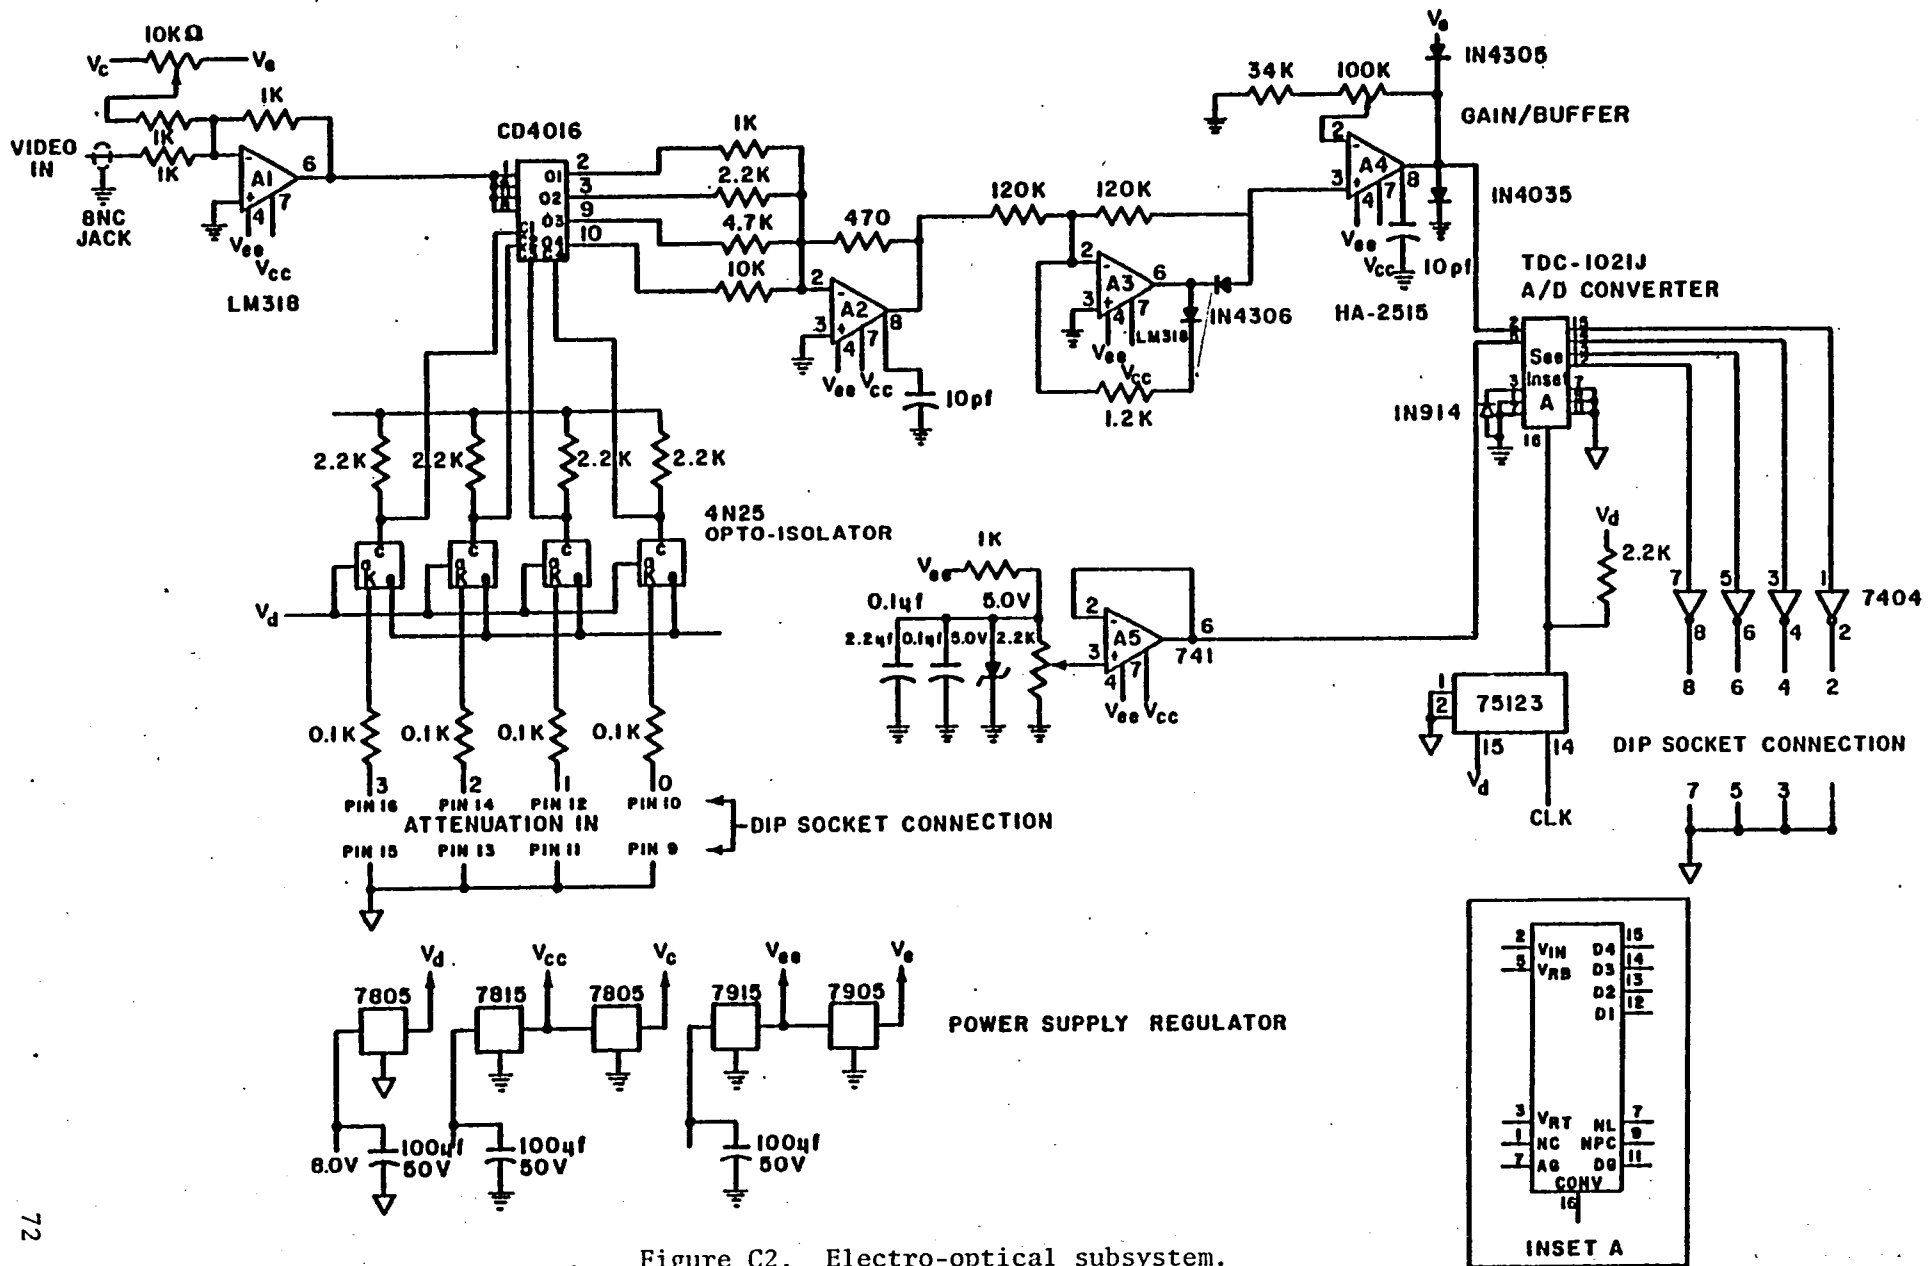 10KΩ
Vc
Ve
1K
1K
1K
VIDEO IN
8NC JACK
A1
-
+
6
4
7
Vee
Vcc
LM318
CD4016
01
02
03
04
2
3
9
10
1K
2.2K
4.7K
10K
470
2
3
-
+
A2
4
7
8
Vee
Vcc
10pf
120K
120K
2
3
-
+
A3
6
4
7
LM318
Vee
Vcc
1.2K
IN4306
34K
100K
Ve
IN4305
GAIN/BUFFER
2
3
-
+
A4
4
7
8
Vee
Vcc
10pf
IN4035
HA-2515
TDC-1021J
A/D CONVERTER
See
Inset
A
16
IN914
2.2K
2.2K
2.2K
2.2K
4N25
OPTO-ISOLATOR
c
a
K
e
c
a
K
e
c
a
K
e
c
a
K
e
Vd
0.1K
0.1K
0.1K
0.1K
3
2
1
0
PIN 16
PIN 14
PIN 12
PIN 10
ATTENUATION IN
DIP SOCKET CONNECTION
PIN 15
PIN 13
PIN 11
PIN 9
1K
Vee
0.1μf
5.0V
2.2μf
0.1μf
5.0V
2.2K
2
3
-
+
A5
6
741
4
7
Vee
Vcc
Vd
2.2K
1
2
75123
15
14
Vd
CLK
7
5
3
1
7404
8
6
4
2
8
6
4
2
DIP SOCKET CONNECTION
7
5
3
Vd
Vcc
Vc
Vee
Ve
7805
7815
7805
7915
7905
POWER SUPPLY REGULATOR
8.0V
100μf
50V
100μf
50V
100μf
50V
2
VIN
D4
15
5
VRB
D3
14
D2
13
D1
12
3
VRT
NL
7
1
NC
NPC
9
7
AG
DG
11
CONV
16
INSET A
72
Figure C2. Electro-optical subsystem.